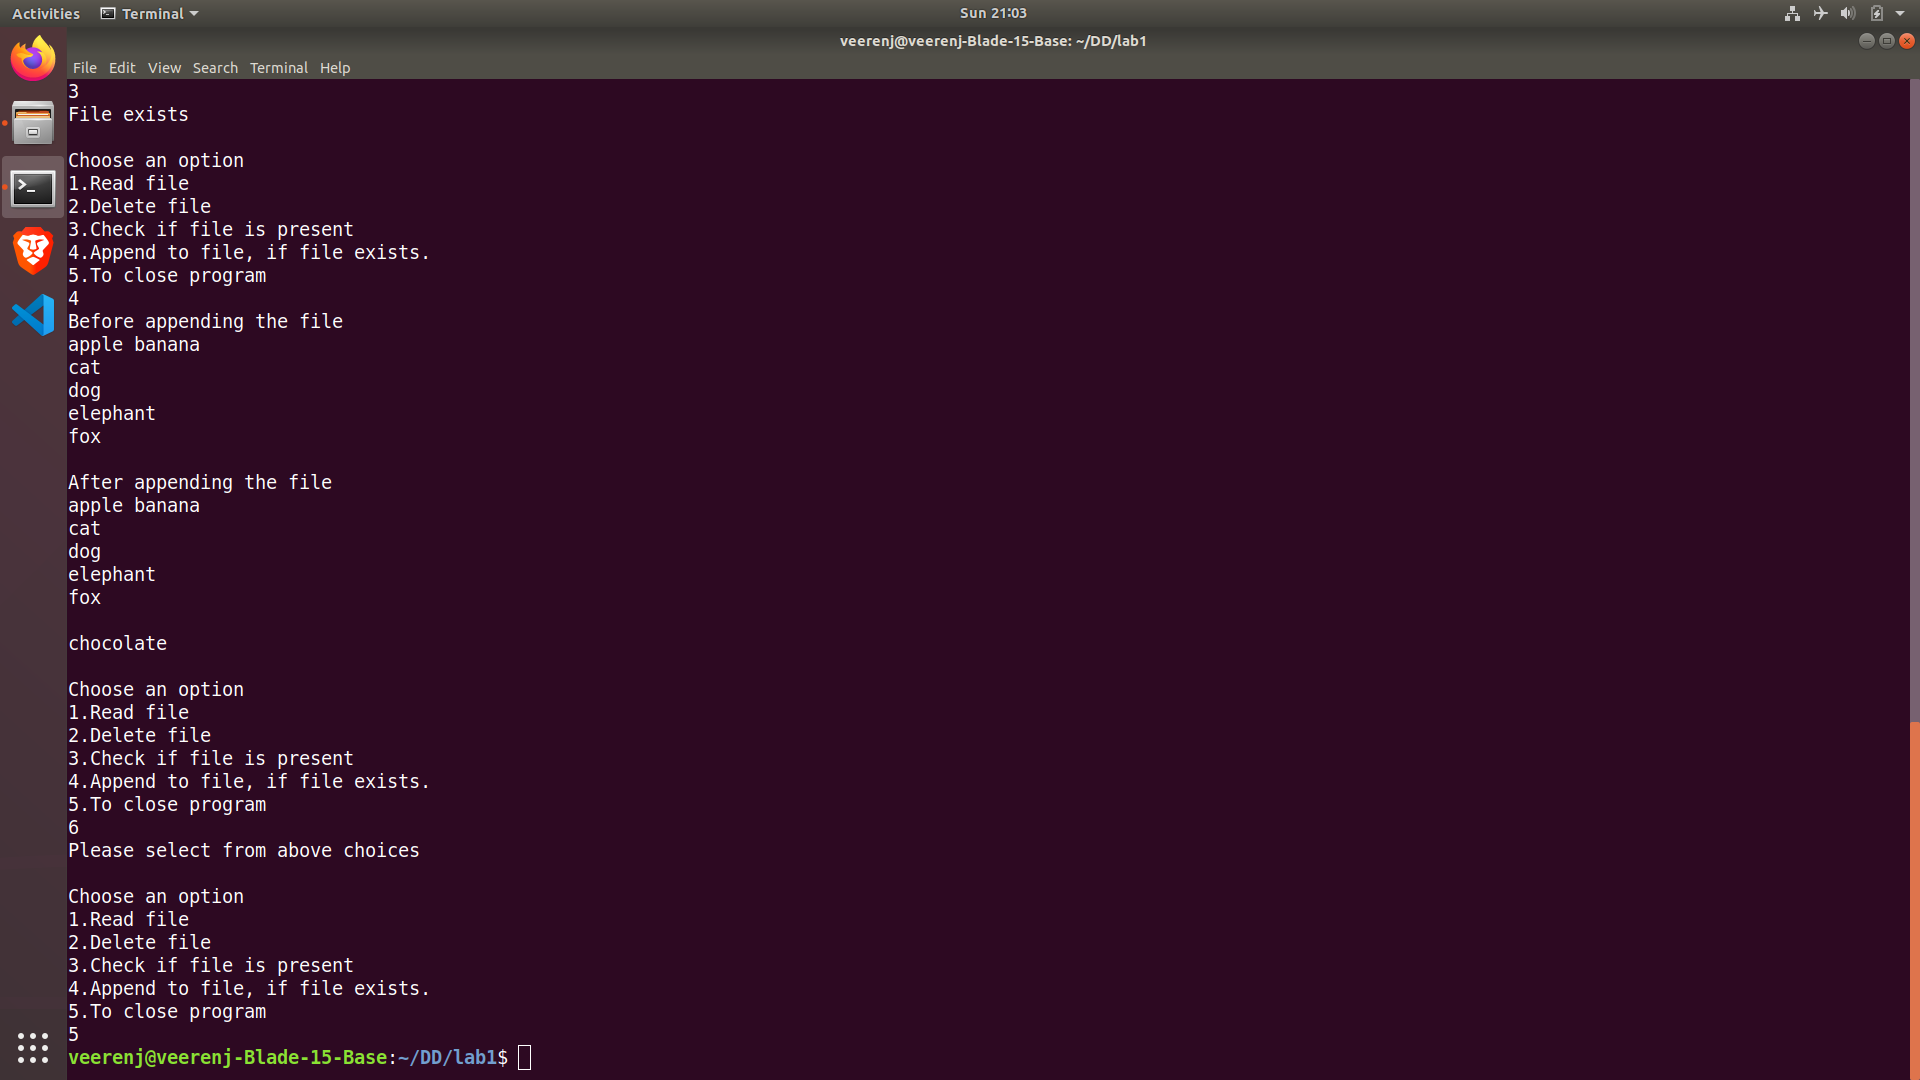 Activities Terminal Sun 21:03
veerenj@veerenj-Blade-15-Base: ~/DD/lab1
File Edit View Search Terminal Help
3
File exists

Choose an option
1.Read file
2.Delete file
3.Check if file is present
4.Append to file, if file exists.
5.To close program
4
Before appending the file
apple banana
cat
dog
elephant
fox

After appending the file
apple banana
cat
dog
elephant
fox

chocolate

Choose an option
1.Read file
2.Delete file
3.Check if file is present
4.Append to file, if file exists.
5.To close program
6
Please select from above choices

Choose an option
1.Read file
2.Delete file
3.Check if file is present
4.Append to file, if file exists.
5.To close program
5
veerenj@veerenj-Blade-15-Base:~/DD/lab1$